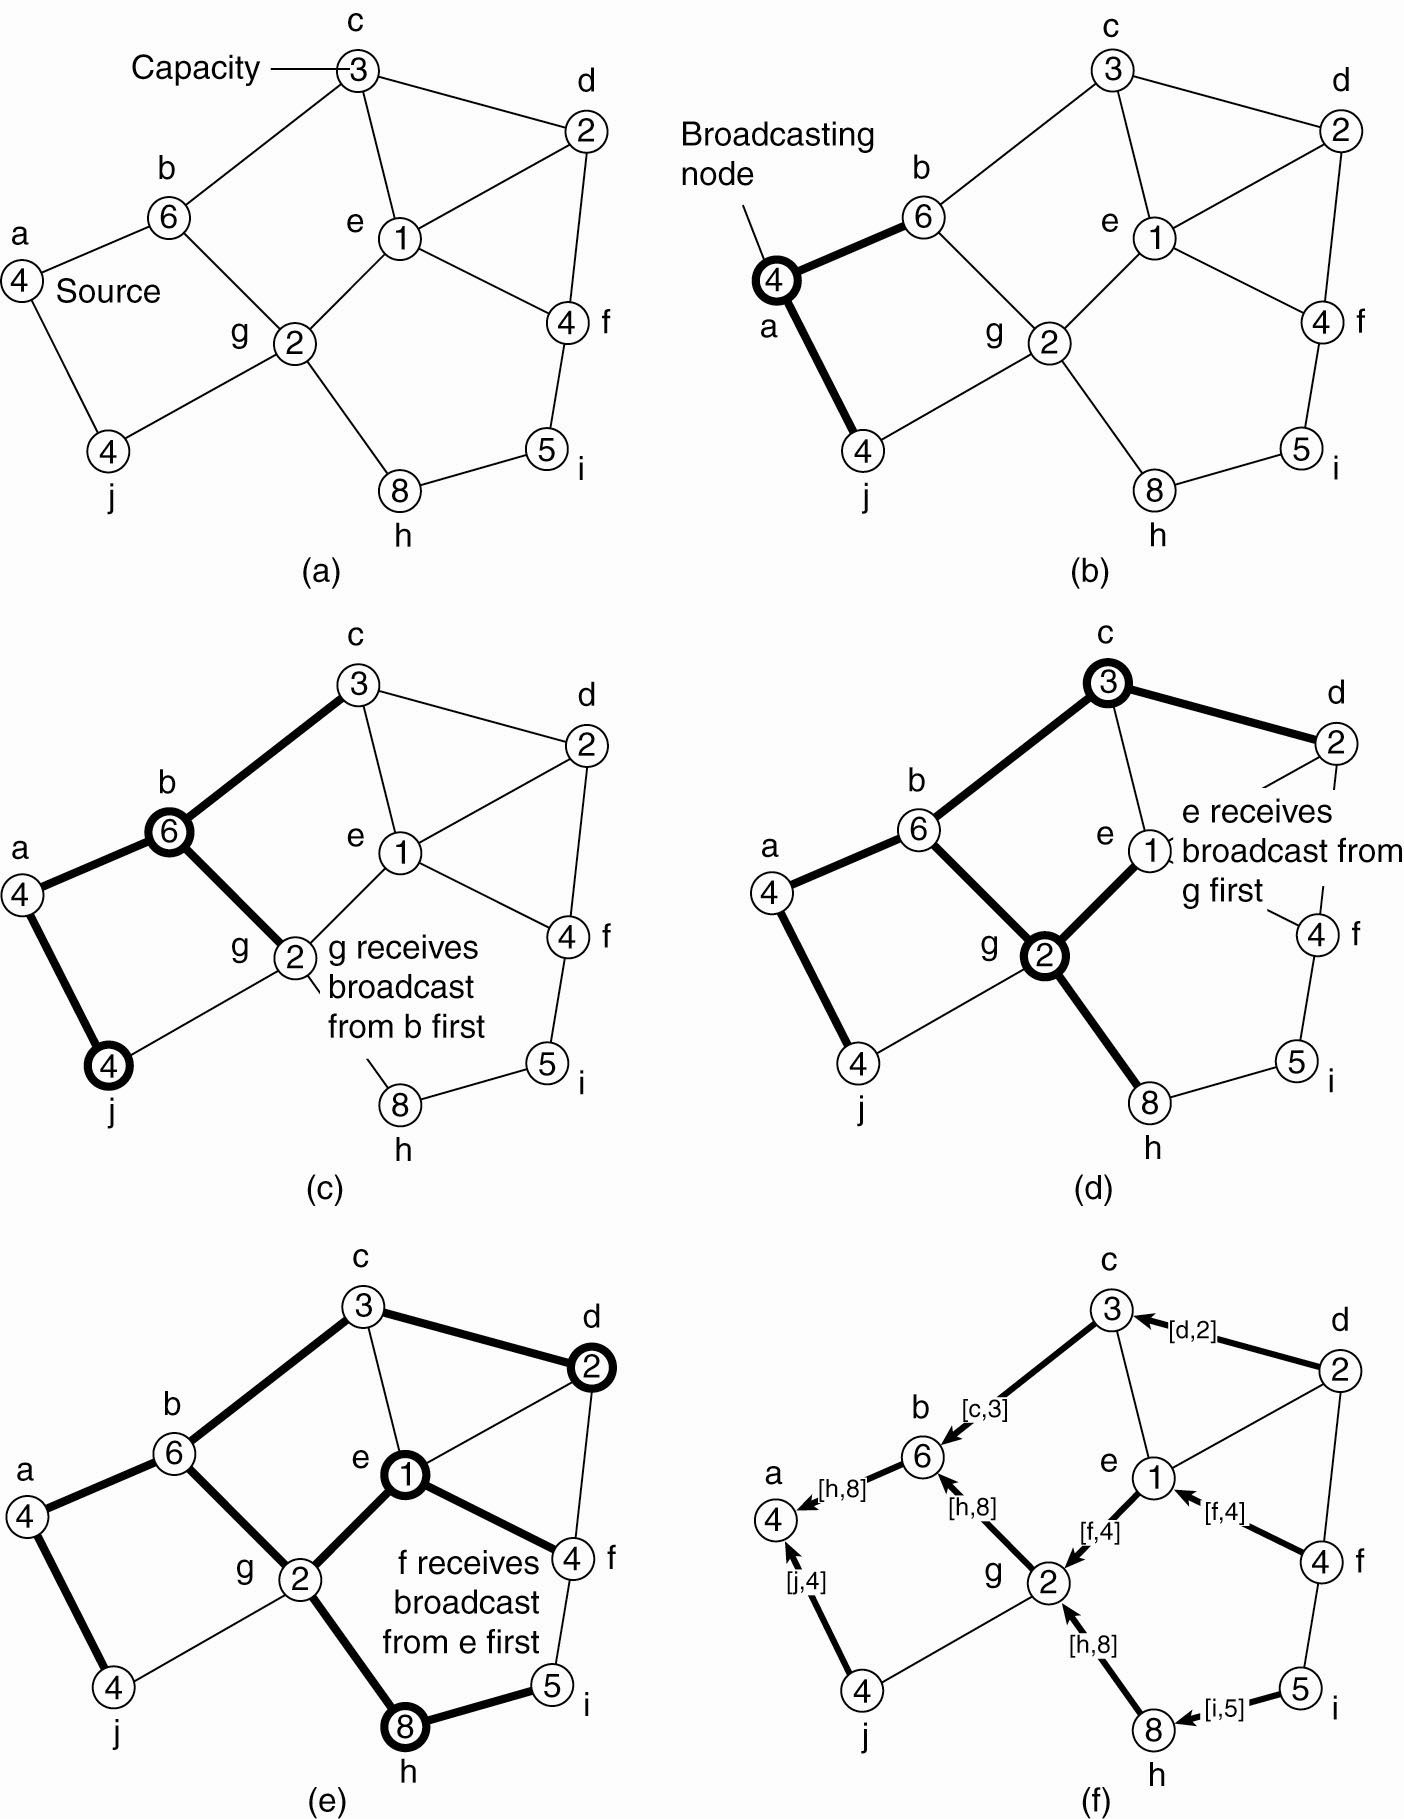 c
Capacity
3
d
2
b
6
e
1
a
4
Source
g
2
4
f
4
j
5
i
8
h
(a)
c
3
d
2
Broadcasting
node
b
6
e
1
4
a
g
2
4
f
4
j
5
i
8
h
(b)
c
3
d
2
b
6
e
1
a
4
g
2
g receives
broadcast
from b first
4
f
4
j
5
i
8
h
(c)
c
3
d
2
b
6
e
1
e receives
broadcast from
g first
a
4
g
2
4
f
4
j
5
i
8
h
(d)
c
3
d
2
b
6
e
1
a
4
g
2
f receives
broadcast
from e first
4
f
4
j
5
i
8
h
(e)
c
3
[d,2]
d
2
b
[c,3]
6
e
1
a
[h,8]
4
[h,8]
[f,4]
[f,4]
g
2
[j,4]
4
f
[h,8]
4
j
[i,5]
5
i
8
h
(f)